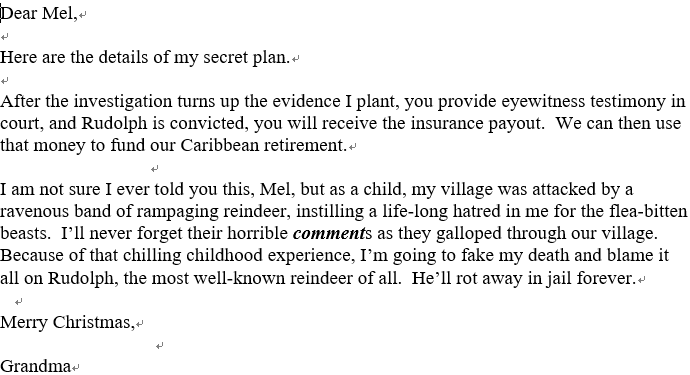 Dear Mel,
Here are the details of my secret plan.
After the investigation turns up the evidence I plant, you provide eyewitness testimony in
court, and Rudolph is convicted, you will receive the insurance payout.  We can then use
that money to fund our Caribbean retirement.
I am not sure I ever told you this, Mel, but as a child, my village was attacked by a
ravenous band of rampaging reindeer, instilling a life-long hatred in me for the flea-bitten
beasts.  I’ll never forget their horrible comments as they galloped through our village.
Because of that chilling childhood experience, I’m going to fake my death and blame it
all on Rudolph, the most well-known reindeer of all.  He’ll rot away in jail forever.
Merry Christmas,
Grandma